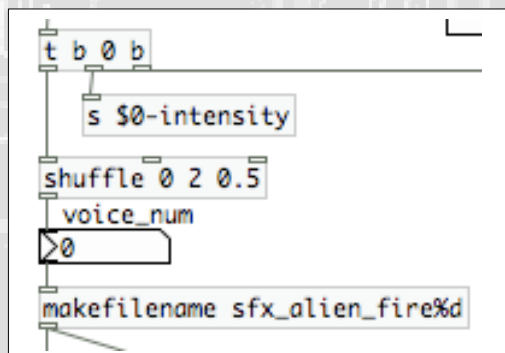 t b 0 b
s $0-intensity
shuffle 0 2 0.5
voice_num
0
makefilename sfx_alien_fire%d